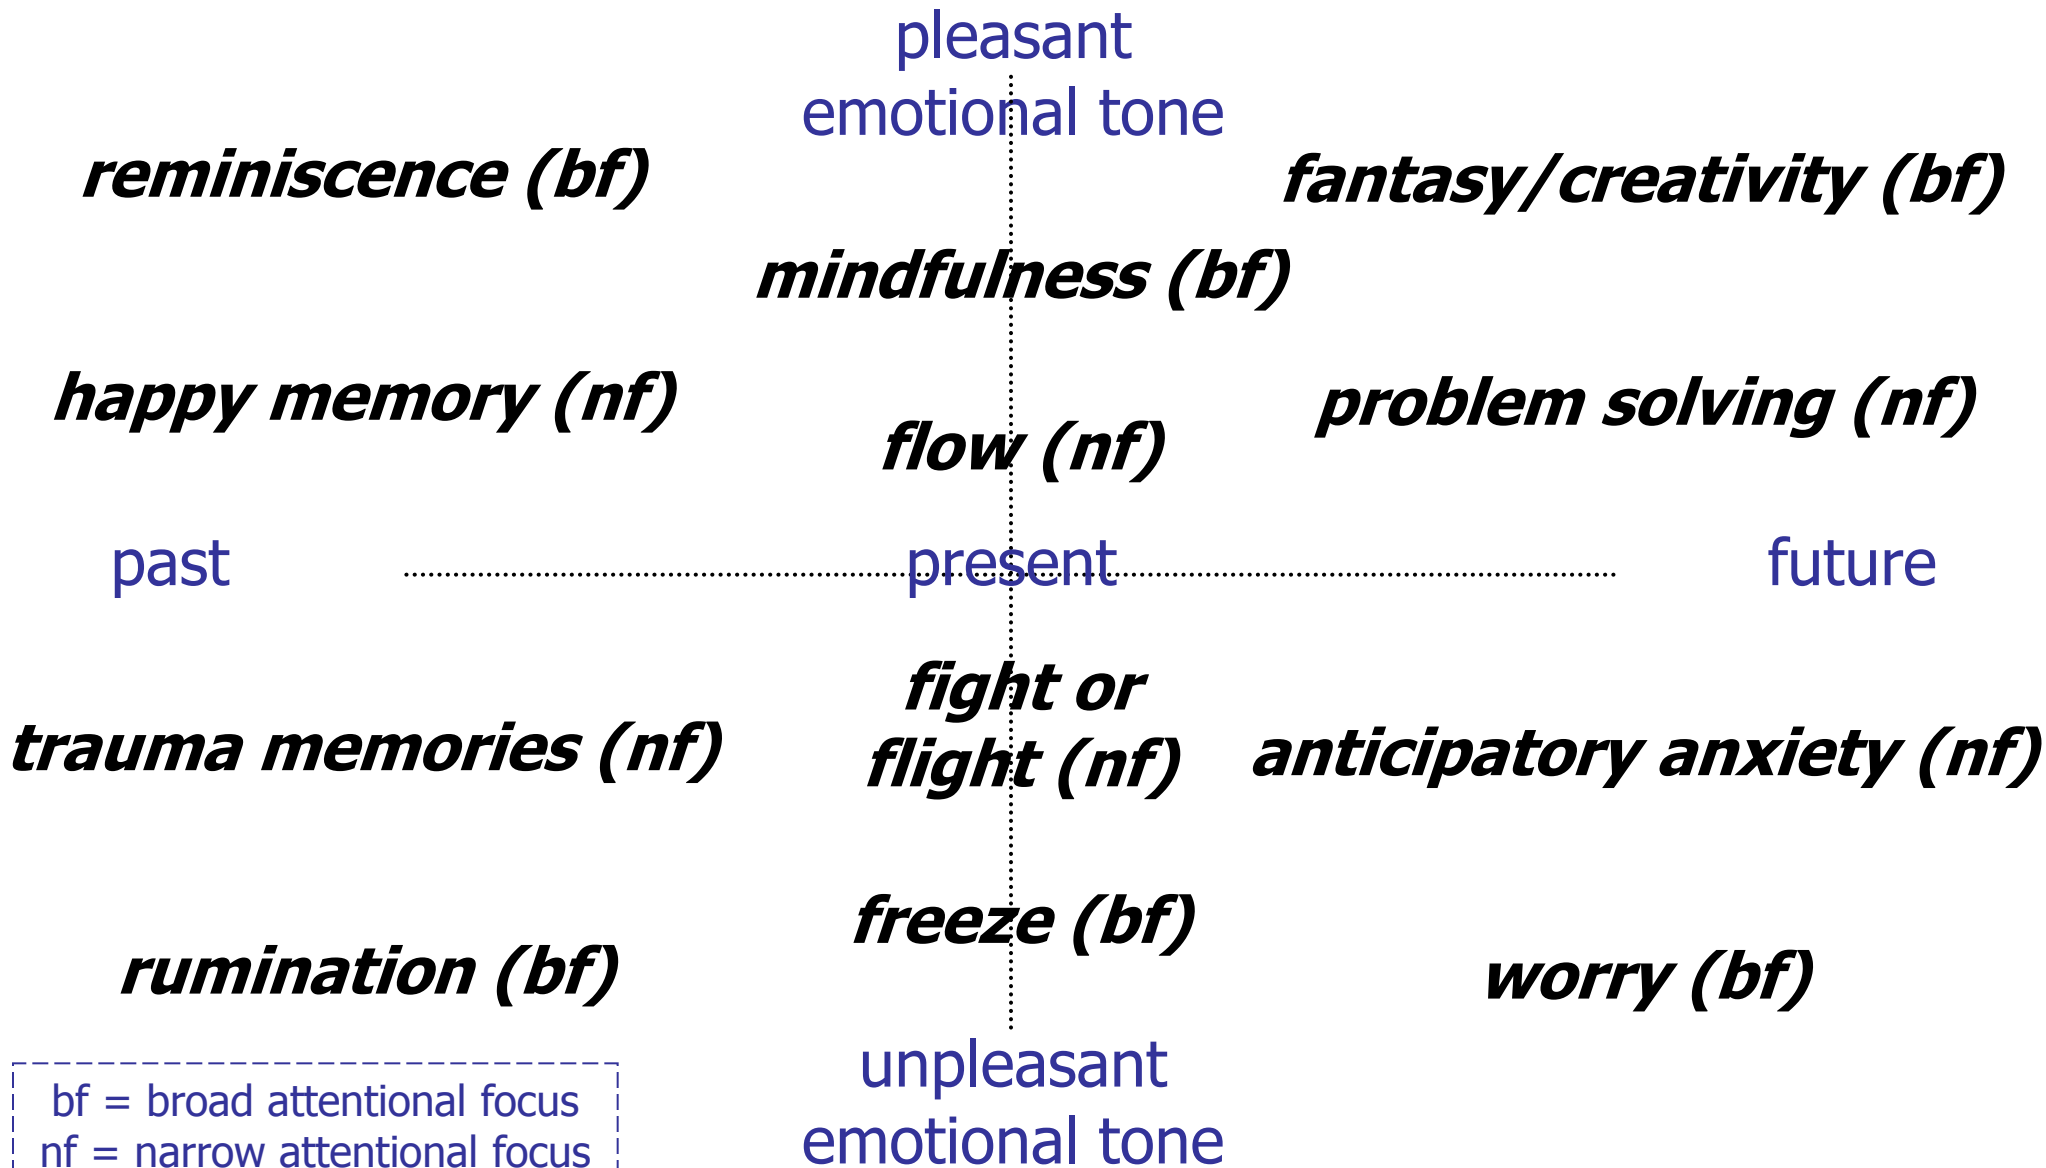 pleasant
emotional tone
reminiscence (bf)
fantasy/creativity (bf)
mindfulness (bf)
happy memory (nf)
problem solving (nf)
flow (nf)
past
present
future
fight or
flight (nf)
trauma memories (nf)
anticipatory anxiety (nf)
freeze (bf)
rumination (bf)
worry (bf)
unpleasant
emotional tone
bf = broad attentional focus
nf = narrow attentional focus